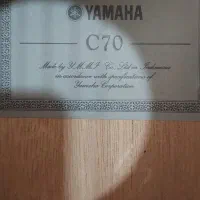 YAMAHA
C70
Made by Y.M.M.I. Co. Ltd in Indonesia
in accordance with specifications of
Yamaha Corporation.